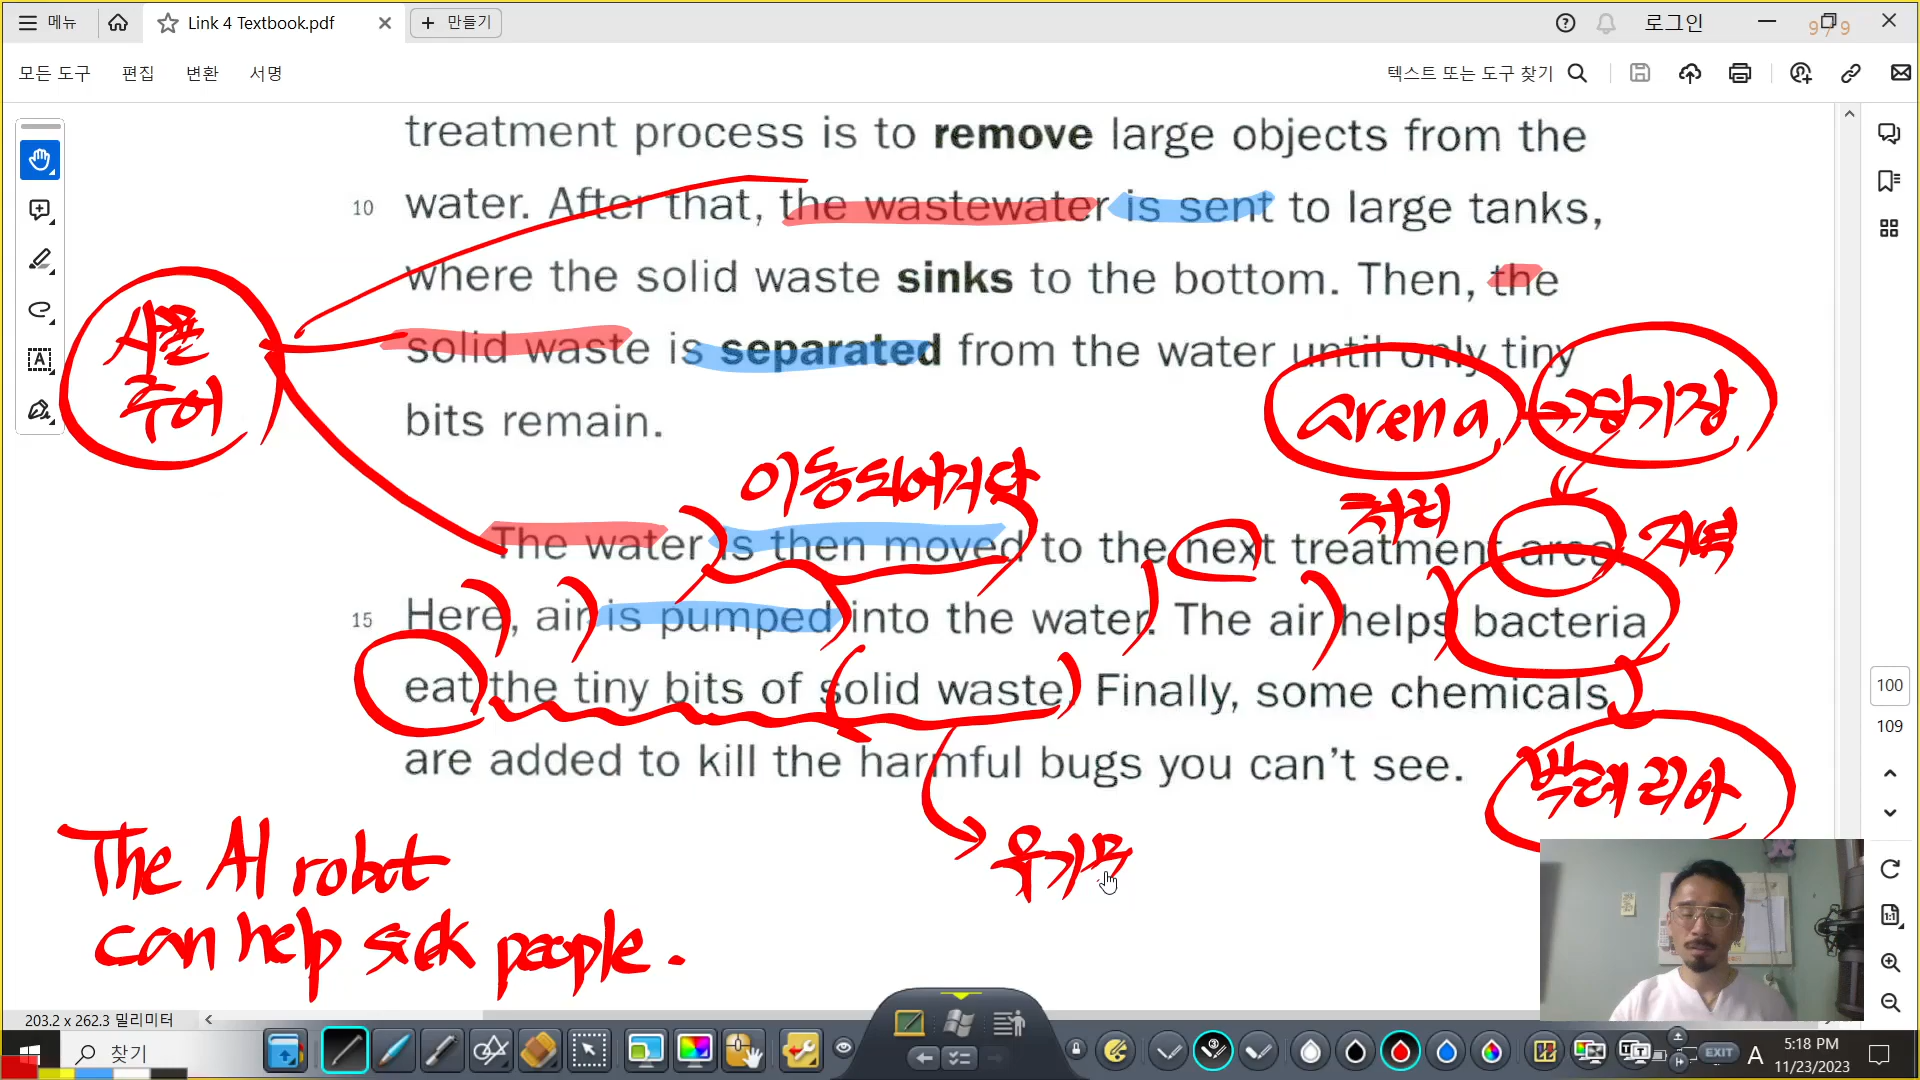 메뉴
Link 4 Textbook.pdf
만들기
로그인
9 / 9
모든 도구 편집 변환 서명
텍스트 또는 도구 찾기
treatment process is to remove large objects from the
10 water. After that, the wastewater is sent to large tanks,
where the solid waste sinks to the bottom. Then, the
사물
주어
solid waste is separated from the water until only tiny
arena
경기장
bits remain.
이동되어지다
처리
지역
The water is then moved to the next treatment area.
15 Here, air is pumped into the water. The air helps bacteria
eat the tiny bits of solid waste. Finally, some chemicals
are added to kill the harmful bugs you can't see.
박테리아
유기물
The AI robot
can help sick people.
100
109
203.2 x 262.3 밀리미터
찾기
EXIT
A
5:18 PM
11/23/2023